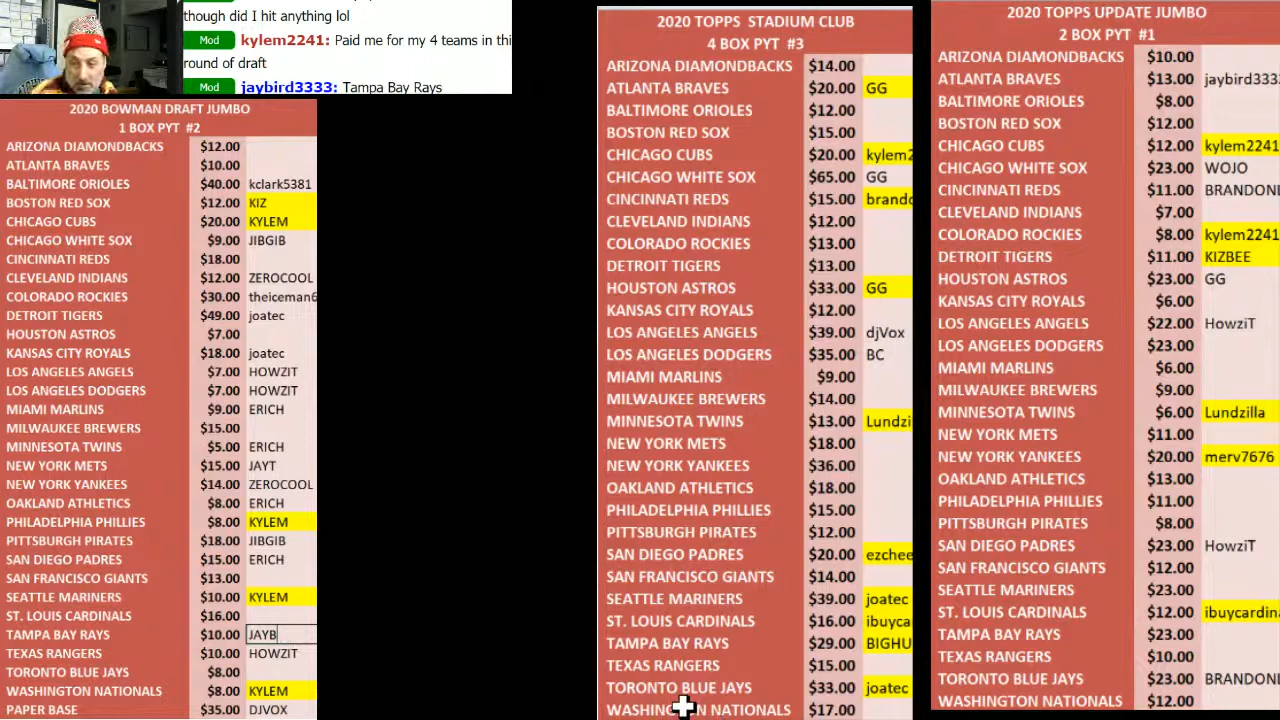 though did I hit anything lol
Mod kylem2241: Paid me for my 4 teams in thi
round of draft
Mod jaybird3333: Tampa Bay Rays
2020 BOWMAN DRAFT JUMBO
1 BOX PYT #2
ARIZONA DIAMONDBACKS $12.00
ATLANTA BRAVES $10.00
BALTIMORE ORIOLES $40.00 kclark5381
BOSTON RED SOX $12.00 KIZ
CHICAGO CUBS $20.00 KYLEM
CHICAGO WHITE SOX $9.00 JIBGIB
CINCINNATI REDS $18.00
CLEVELAND INDIANS $12.00 ZEROCOOL
COLORADO ROCKIES $30.00 theiceman6
DETROIT TIGERS $49.00 joatec
HOUSTON ASTROS $7.00
KANSAS CITY ROYALS $18.00 joatec
LOS ANGELES ANGELS $7.00 HOWZIT
LOS ANGELES DODGERS $7.00 HOWZIT
MIAMI MARLINS $9.00 ERICH
MILWAUKEE BREWERS $15.00
MINNESOTA TWINS $5.00 ERICH
NEW YORK METS $15.00 JAYT
NEW YORK YANKEES $14.00 ZEROCOOL
OAKLAND ATHLETICS $8.00 ERICH
PHILADELPHIA PHILLIES $8.00 KYLEM
PITTSBURGH PIRATES $18.00 JIBGIB
SAN DIEGO PADRES $15.00 ERICH
SAN FRANCISCO GIANTS $13.00
SEATTLE MARINERS $10.00 KYLEM
ST. LOUIS CARDINALS $16.00
TAMPA BAY RAYS $10.00 JAYB
TEXAS RANGERS $10.00 HOWZIT
TORONTO BLUE JAYS $8.00
WASHINGTON NATIONALS $8.00 KYLEM
PAPER BASE $35.00 DJVOX
2020 TOPPS STADIUM CLUB
4 BOX PYT #3
ARIZONA DIAMONDBACKS $14.00
ATLANTA BRAVES $20.00 GG
BALTIMORE ORIOLES $12.00
BOSTON RED SOX $15.00
CHICAGO CUBS $20.00 kylem2
CHICAGO WHITE SOX $65.00 GG
CINCINNATI REDS $15.00 brando
CLEVELAND INDIANS $12.00
COLORADO ROCKIES $13.00
DETROIT TIGERS $13.00
HOUSTON ASTROS $33.00 GG
KANSAS CITY ROYALS $12.00
LOS ANGELES ANGELS $39.00 djVox
LOS ANGELES DODGERS $35.00 BC
MIAMI MARLINS $9.00
MILWAUKEE BREWERS $14.00
MINNESOTA TWINS $13.00 Lundzi
NEW YORK METS $18.00
NEW YORK YANKEES $36.00
OAKLAND ATHLETICS $18.00
PHILADELPHIA PHILLIES $15.00
PITTSBURGH PIRATES $12.00
SAN DIEGO PADRES $20.00 ezchee
SAN FRANCISCO GIANTS $14.00
SEATTLE MARINERS $39.00 joatec
ST. LOUIS CARDINALS $16.00 ibuyca
TAMPA BAY RAYS $29.00 BIGHU
TEXAS RANGERS $15.00
TORONTO BLUE JAYS $33.00 joatec
WASHINGTON NATIONALS $17.00
2020 TOPPS UPDATE JUMBO
2 BOX PYT #1
ARIZONA DIAMONDBACKS $10.00
ATLANTA BRAVES $13.00 jaybird333
BALTIMORE ORIOLES $8.00
BOSTON RED SOX $12.00
CHICAGO CUBS $12.00 kylem2241
CHICAGO WHITE SOX $23.00 WOJO
CINCINNATI REDS $11.00 BRANDONL
CLEVELAND INDIANS $7.00
COLORADO ROCKIES $8.00 kylem2241
DETROIT TIGERS $11.00 KIZBEE
HOUSTON ASTROS $23.00 GG
KANSAS CITY ROYALS $6.00
LOS ANGELES ANGELS $22.00 HowziT
LOS ANGELES DODGERS $23.00
MIAMI MARLINS $6.00
MILWAUKEE BREWERS $9.00
MINNESOTA TWINS $6.00 Lundzilla
NEW YORK METS $11.00
NEW YORK YANKEES $20.00 merv7676
OAKLAND ATHLETICS $13.00
PHILADELPHIA PHILLIES $11.00
PITTSBURGH PIRATES $8.00
SAN DIEGO PADRES $23.00 HowziT
SAN FRANCISCO GIANTS $12.00
SEATTLE MARINERS $23.00
ST. LOUIS CARDINALS $12.00 ibuycardin
TAMPA BAY RAYS $23.00
TEXAS RANGERS $10.00
TORONTO BLUE JAYS $23.00 BRANDONL
WASHINGTON NATIONALS $12.00